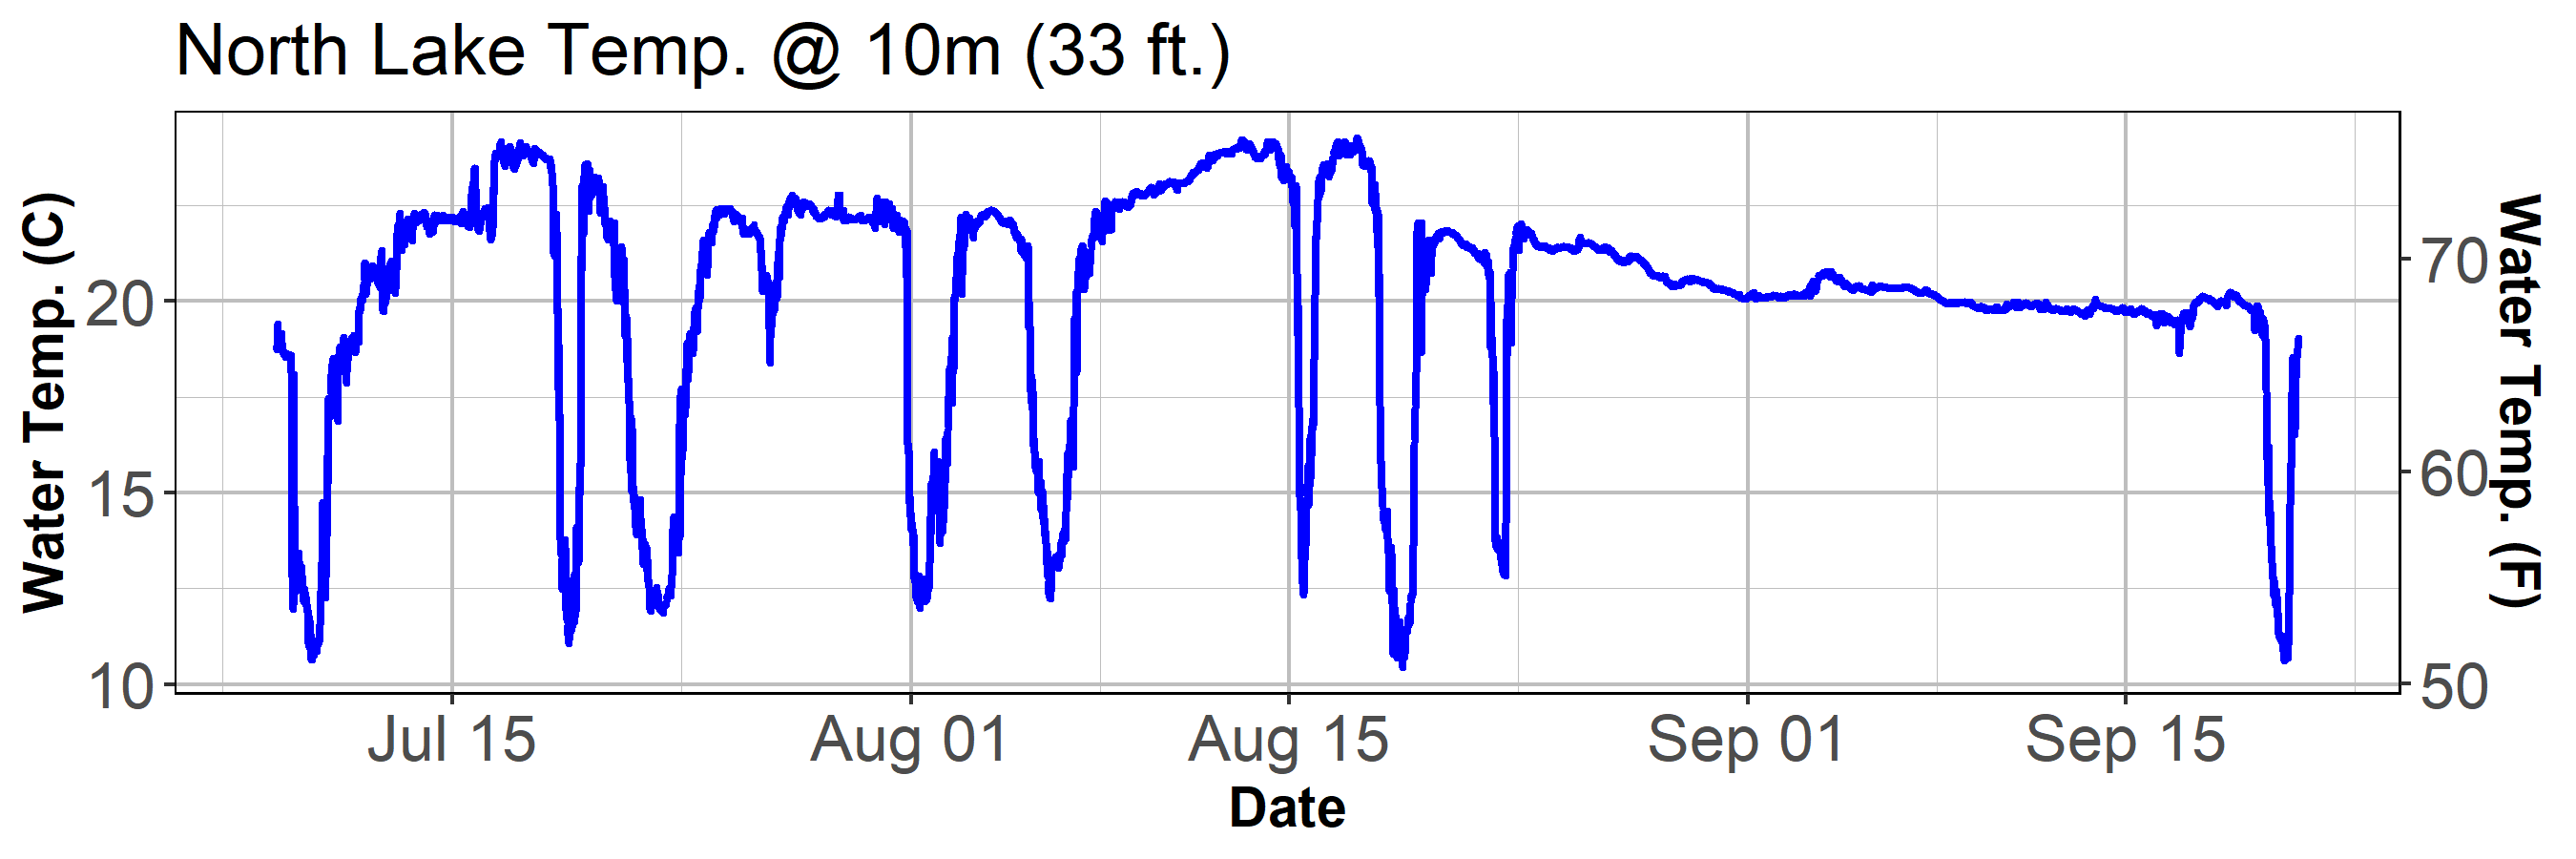 North Lake Temp. @ 10m (33 ft.)
Water Temp. (C)
20
15
10
70
60
50
Water Temp. (F)
Jul 15
Aug 01
Aug 15
Sep 01
Sep 15
Date